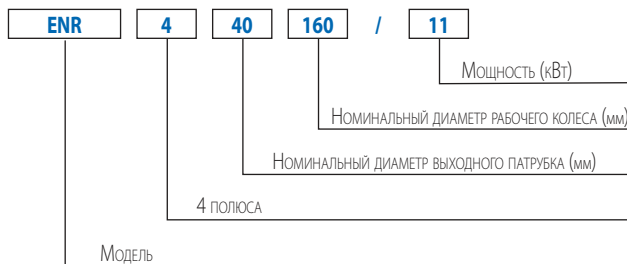 ENR 4 40 160 / 11
Мощность (кВт)
Номинальный диаметр рабочего колеса (мм)
Номинальный диаметр выходного патрубка (мм)
4 полюса
Модель